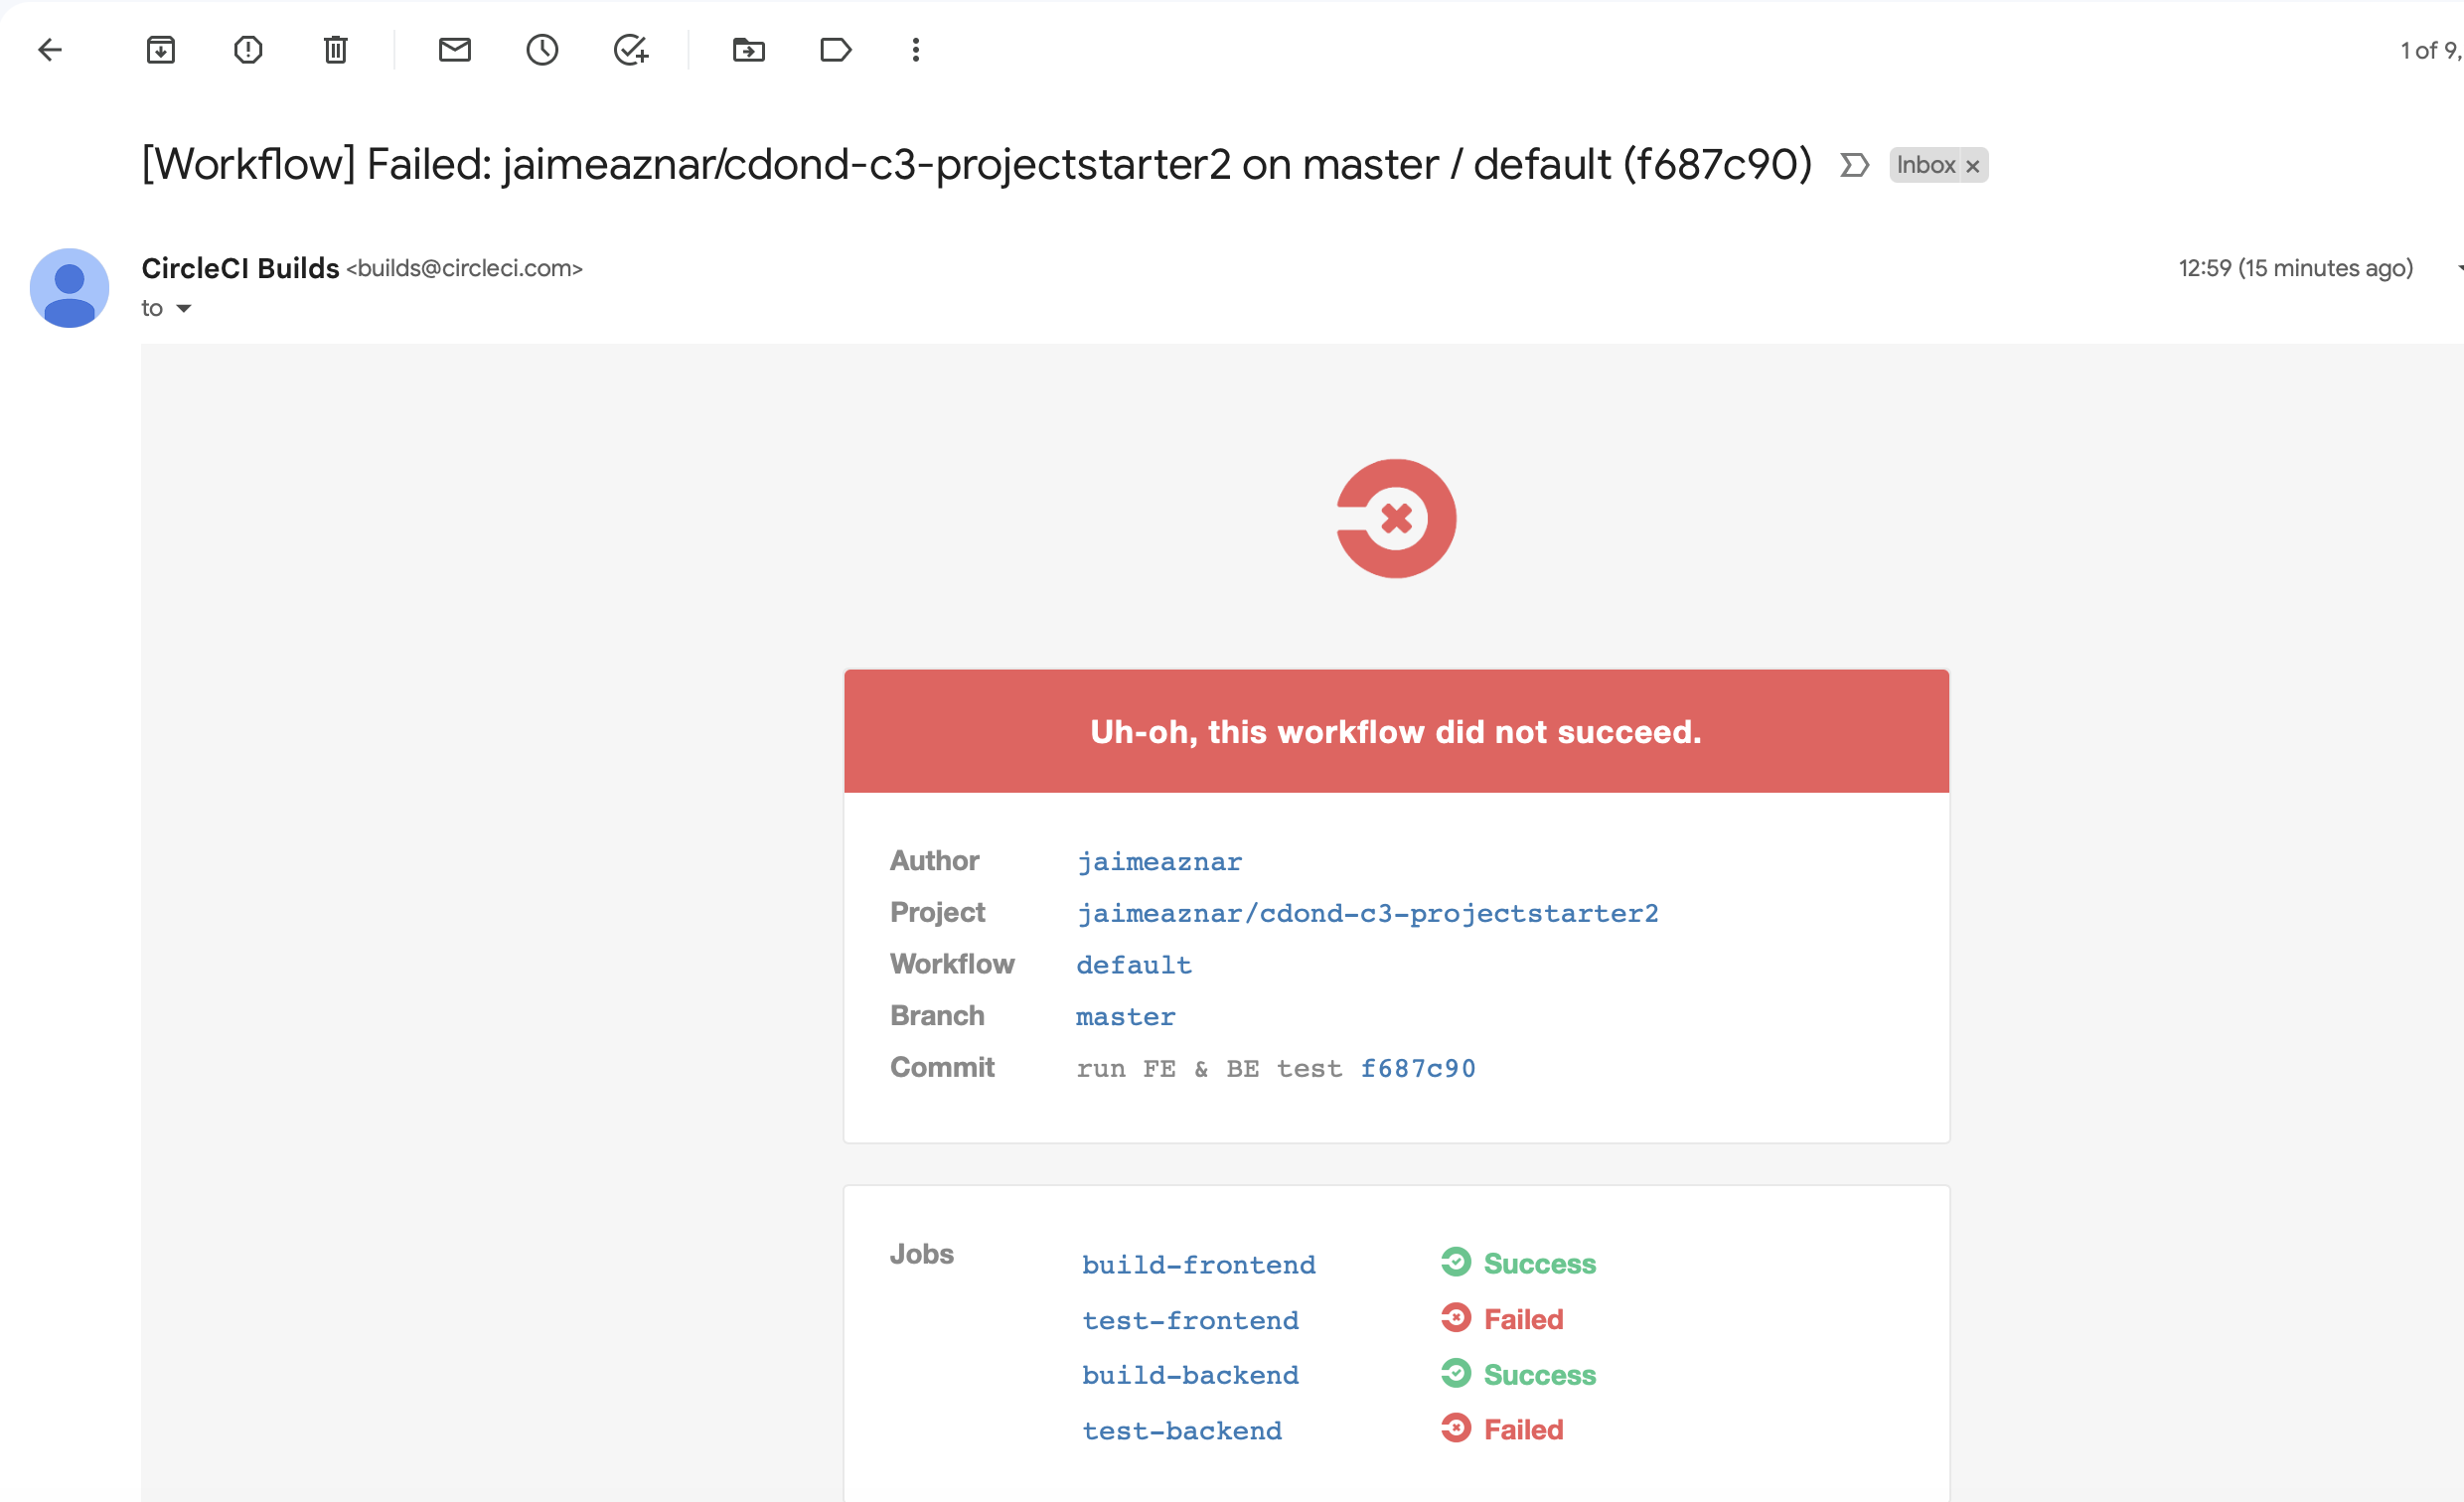 1 of 9,
[Workflow] Failed: jaimeaznar/cdond-c3-projectstarter2 on master / default (f687c90) Inbox ×
CircleCI Builds <builds@circleci.com> 12:59 (15 minutes ago)
to
Uh-oh, this workflow did not succeed.
Author jaimeaznar
Project jaimeaznar/cdond-c3-projectstarter2
Workflow default
Branch master
Commit run FE & BE test f687c90
Jobs build-frontend Success
test-frontend Failed
build-backend Success
test-backend Failed